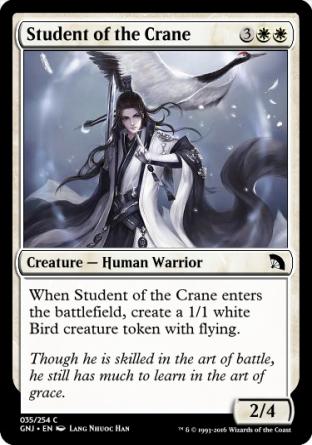 Student of the Crane 3
Creature — Human Warrior
When Student of the Crane enters
the battlefield, create a 1/1 white
Bird creature token with flying.
Though he is skilled in the art of battle,
he still has much to learn in the art of
grace.
2/4
035/254 C
GNJ • EN Lang Nhuoc Han
™ & © 1993-2016 Wizards of the Coast